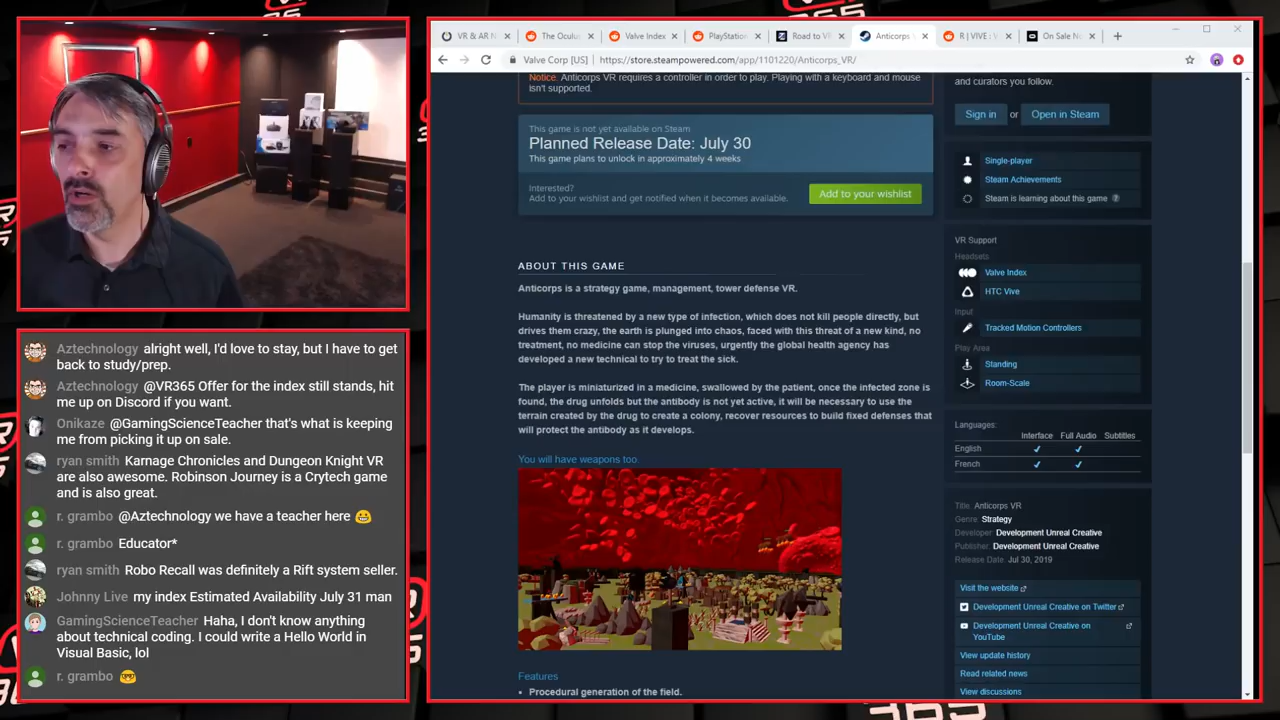 VR & AR N
The Oculu
Valve Index
PlayStation
Road to VR
Anticorps V
R | VIVE : V
On Sale No
Valve Corp [US] | https://store.steampowered.com/app/1101220/Anticorps_VR/
Notice: Anticorps VR requires a controller in order to play. Playing with a keyboard and mouse
isn't supported.
This game is not yet available on Steam
Planned Release Date: July 30
This game plans to unlock in approximately 4 weeks
Interested?
Add to your wishlist and get notified when it becomes available.
Add to your wishlist
ABOUT THIS GAME
Anticorps is a strategy game, management, tower defense VR.
Humanity is threatened by a new type of infection, which does not kill people directly, but
drives them crazy, the earth is plunged into chaos, faced with this threat of a new kind, no
treatment, no medicine can stop the viruses, urgently the global health agency has
developed a new technical to try to treat the sick.
The player is miniaturized in a medicine, swallowed by the patient, once the infected zone is
found, the drug unfolds but the antibody is not yet active, it will be necessary to use the
terrain created by the drug to create a colony, recover resources to build fixed defenses that
will protect the antibody as it develops.
You will have weapons too.
Features
• Procedural generation of the field.
and curators you follow.
Sign in or Open in Steam
Single-player
Steam Achievements
Steam is learning about this game ?
VR Support
Headsets
Valve Index
HTC Vive
Input
Tracked Motion Controllers
Play Area
Standing
Room-Scale
Languages:
Interface Full Audio Subtitles
English ✔ ✔
French ✔ ✔
Title: Anticorps VR
Genre: Strategy
Developer: Development Unreal Creative
Publisher: Development Unreal Creative
Release Date: Jul 30, 2019
Visit the website
Development Unreal Creative on Twitter
Development Unreal Creative on
YouTube
View update history
Read related news
View discussions
Aztechnology alright well, I'd love to stay, but I have to get
back to study/prep.
Aztechnology @VR365 Offer for the index still stands, hit
me up on Discord if you want.
Onikaze @GamingScienceTeacher that's what is keeping
me from picking it up on sale.
ryan smith Karnage Chronicles and Dungeon Knight VR
are also awesome. Robinson Journey is a Crytech game
and is also great.
r. grambo @Aztechnology we have a teacher here 😬
r. grambo Educator*
ryan smith Robo Recall was definitely a Rift system seller.
Johnny Live my index Estimated Availability July 31 man
GamingScienceTeacher Haha, I don't know anything
about technical coding. I could write a Hello World in
Visual Basic, lol
r. grambo 🤓
365